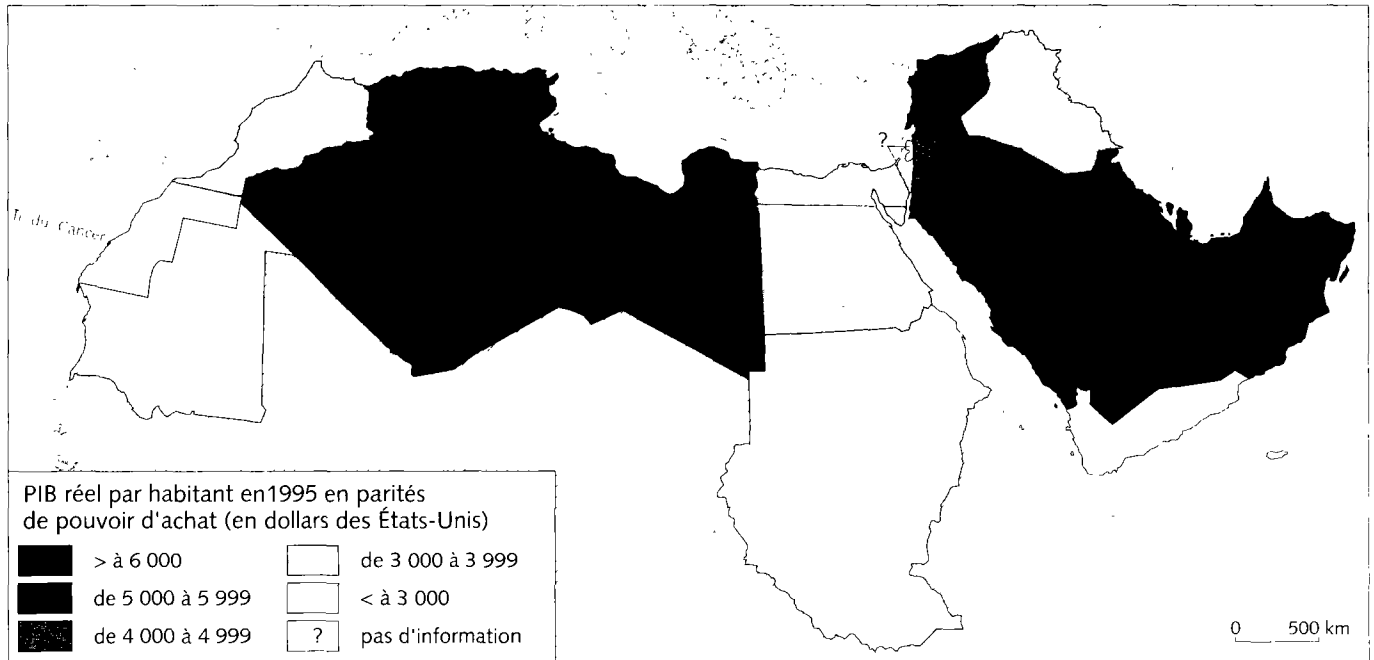 ?
Tr. du Cancer
PIB réel par habitant en1995 en parités
de pouvoir d'achat (en dollars des États-Unis)
> à 6 000
de 3 000 à 3 999
de 5 000 à 5 999
< à 3 000
de 4 000 à 4 999
? pas d'information
0 500 km